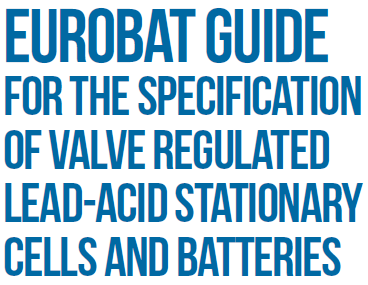 EUROBAT GUIDE
FOR THE SPECIFICATION
OF VALVE REGULATED
LEAD-ACID STATIONARY
CELLS AND BATTERIES